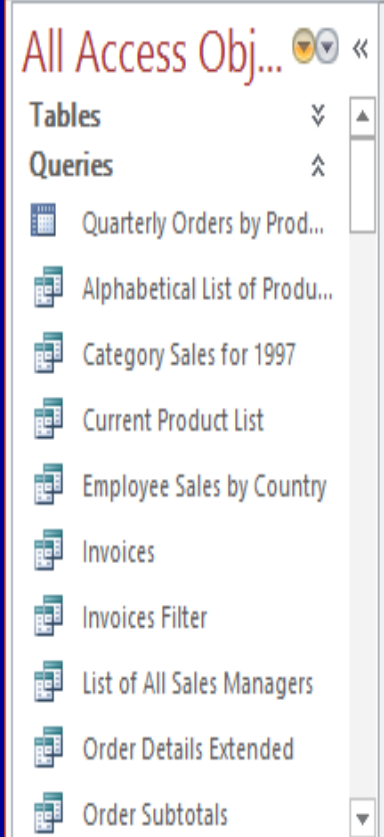 All Access Obj...
Tables
Queries
Quarterly Orders by Prod...
Alphabetical List of Produ...
Category Sales for 1997
Current Product List
Employee Sales by Country
Invoices
Invoices Filter
List of All Sales Managers
Order Details Extended
Order Subtotals